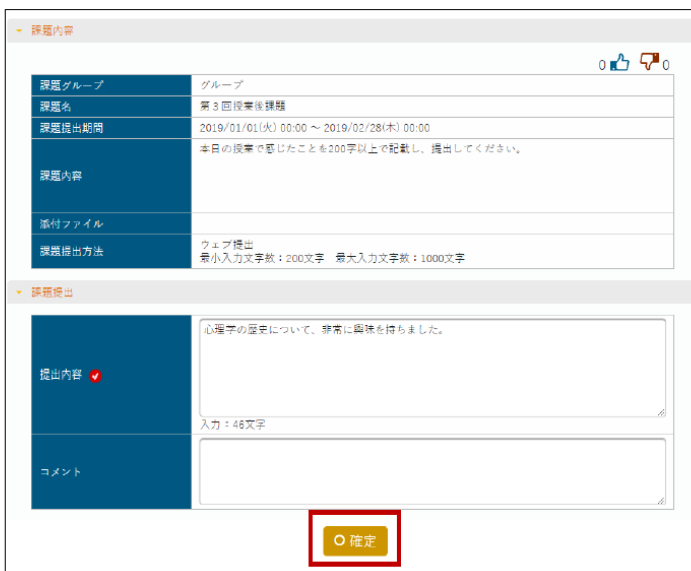 課題内容
0 0
課題グループ グループ
課題名 第3回授業後課題
課題提出期間 2019/01/01(火) 00:00 ～ 2019/02/28(木) 00:00
課題内容 本日の授業で感じたことを200字以上で記載し、提出してください。
添付ファイル
課題提出方法 ウェブ提出
最小入力文字数：200文字 最大入力文字数：1000文字
課題提出
提出内容 心理学の歴史について、非常に興味を持ちました。
入力：46文字
コメント
確定